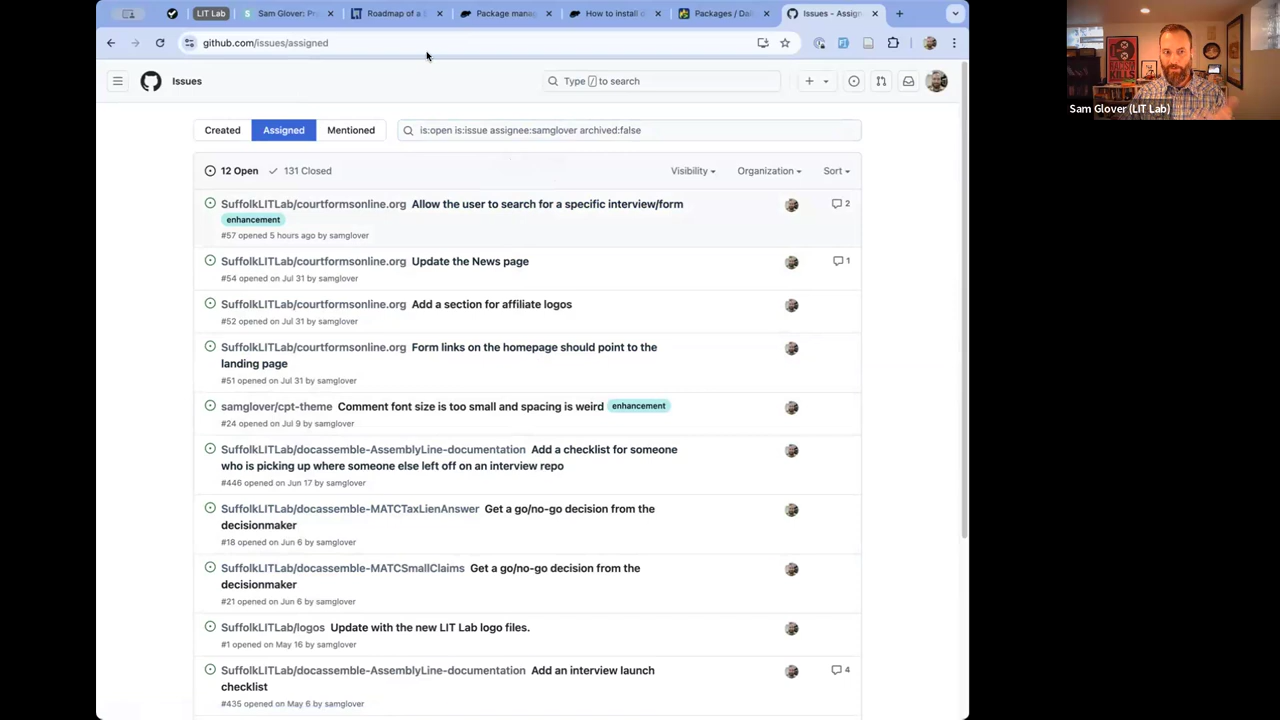 LIT Lab
Sam Glover: Pr
Roadmap of a
Package manag
How to install d
Packages / Dall
Issues - Assign
github.com/issues/assigned
Issues
Type / to search
Created
Assigned
Mentioned
is:open is:issue assignee:samglover archived:false
12 Open
131 Closed
Visibility
Organization
Sort
SuffolkLITLab/courtformsonline.org Allow the user to search for a specific interview/form
2
enhancement
#57 opened 5 hours ago by samglover
SuffolkLITLab/courtformsonline.org Update the News page
1
#54 opened on Jul 31 by samglover
SuffolkLITLab/courtformsonline.org Add a section for affiliate logos
#52 opened on Jul 31 by samglover
SuffolkLITLab/courtformsonline.org Form links on the homepage should point to the
landing page
#51 opened on Jul 31 by samglover
samglover/cpt-theme Comment font size is too small and spacing is weird enhancement
#24 opened on Jul 9 by samglover
SuffolkLITLab/docassemble-AssemblyLine-documentation Add a checklist for someone
who is picking up where someone else left off on an interview repo
#446 opened on Jun 17 by samglover
SuffolkLITLab/docassemble-MATCTaxLienAnswer Get a go/no-go decision from the
decisionmaker
#18 opened on Jun 6 by samglover
SuffolkLITLab/docassemble-MATCSmallClaims Get a go/no-go decision from the
decisionmaker
#21 opened on Jun 6 by samglover
SuffolkLITLab/logos Update with the new LIT Lab logo files.
#1 opened on May 16 by samglover
SuffolkLITLab/docassemble-AssemblyLine-documentation Add an interview launch
4
checklist
#435 opened on May 6 by samglover
KILLS
Sam Glover (LIT Lab)